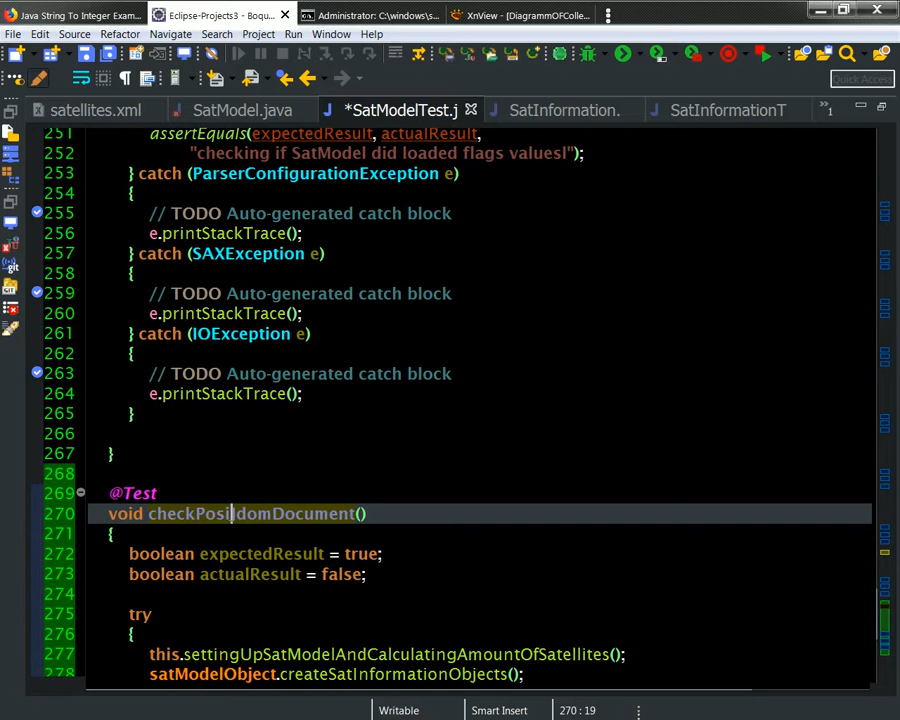 Java String To Integer Exam...
Eclipse-Projects3 - Boqu...
Administrator: C:\windows\s...
XnView - [DiagrammOfColle...
File Edit Source Refactor Navigate Search Project Run Window Help
Quick Access
satellites.xml
SatModel.java
*SatModelTest.j
SatInformation.
SatInformationT
»1
251 assertEquals(expectedResult, actualResult,
252 "checking if SatModel did loaded flags valuesl");
253 } catch (ParserConfigurationException e)
254 {
255 // TODO Auto-generated catch block
256 e.printStackTrace();
257 } catch (SAXException e)
258 {
259 // TODO Auto-generated catch block
260 e.printStackTrace();
261 } catch (IOException e)
262 {
263 // TODO Auto-generated catch block
264 e.printStackTrace();
265 }
266
267 }
268
269 @Test
270 void checkPosidomDocument()
271 {
272 boolean expectedResult = true;
273 boolean actualResult = false;
274
275 try
276 {
277 this.settingUpSatModelAndCalculatingAmountOfSatellites();
278 satModelObject.createSatInformationObjects();
Writable Smart Insert 270 : 19